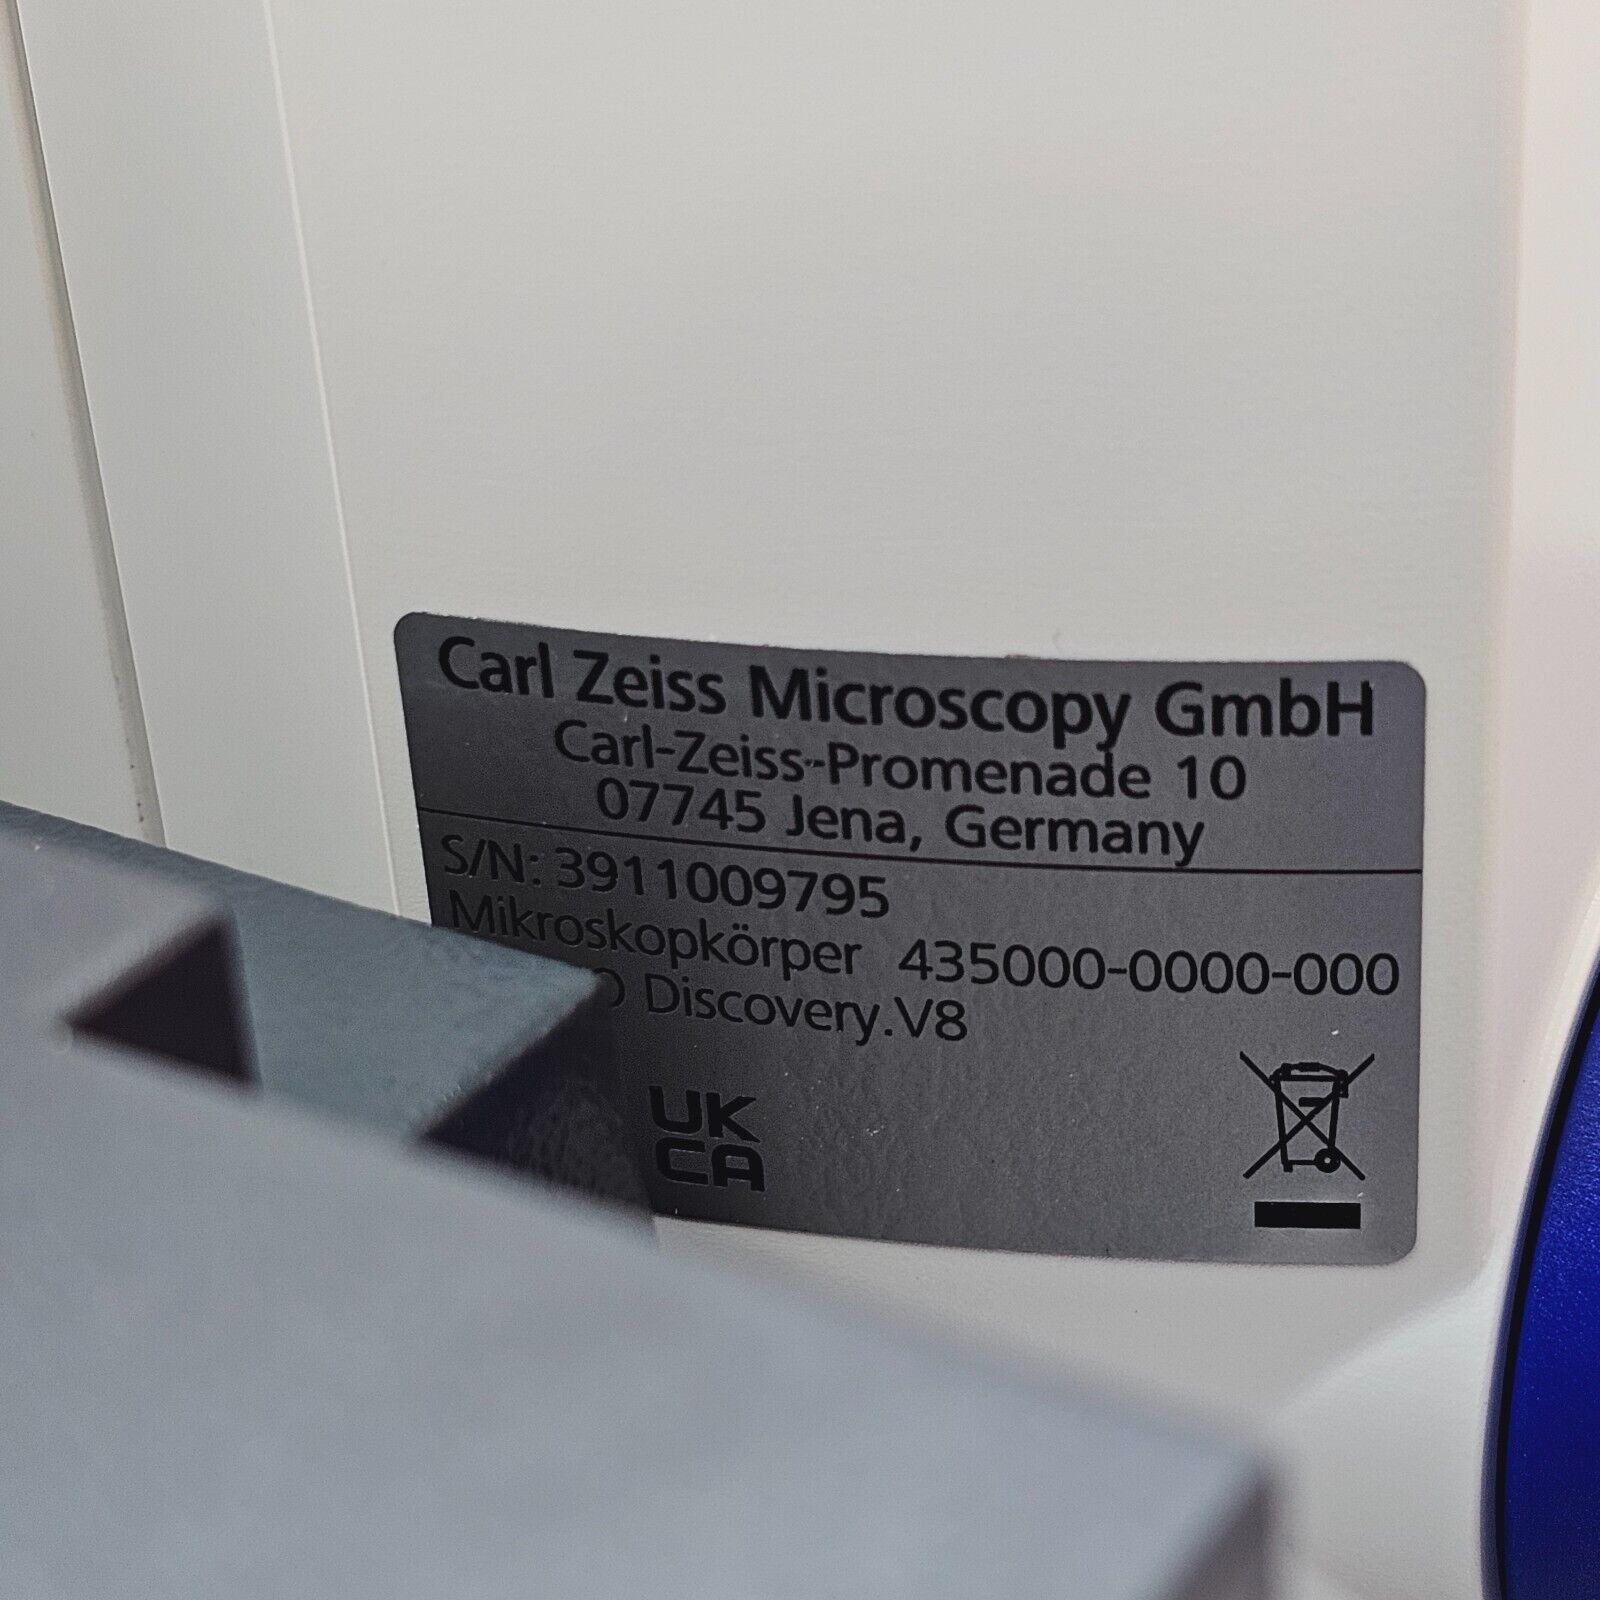 Carl Zeiss Microscopy GmbH
Carl-Zeiss-Promenade 10
07745 Jena, Germany
S/N: 3911009795
Mikroskopkörper 435000-0000-000
Discovery.V8
UK
CA